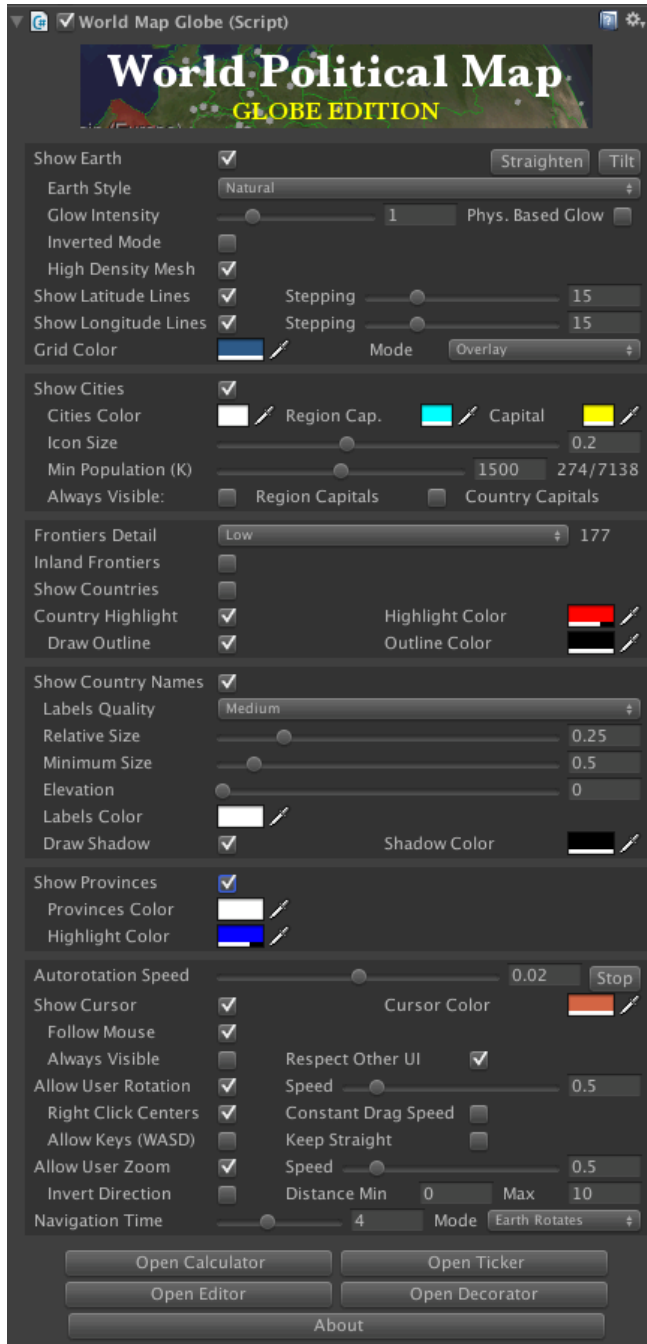 World Map Globe (Script)
World Political Map
GLOBE EDITION
Show Earth Straighten Tilt
Earth Style Natural
Glow Intensity 1 Phys. Based Glow
Inverted Mode
High Density Mesh
Show Latitude Lines Stepping 15
Show Longitude Lines Stepping 15
Grid Color Mode Overlay
Show Cities
Cities Color Region Cap. Capital
Icon Size 0.2
Min Population (K) 1500 274/7138
Always Visible: Region Capitals Country Capitals
Frontiers Detail Low 177
Inland Frontiers
Show Countries
Country Highlight Highlight Color
Draw Outline Outline Color
Show Country Names
Labels Quality Medium
Relative Size 0.25
Minimum Size 0.5
Elevation 0
Labels Color
Draw Shadow Shadow Color
Show Provinces
Provinces Color
Highlight Color
Autorotation Speed 0.02 Stop
Show Cursor Cursor Color
Follow Mouse
Always Visible Respect Other UI
Allow User Rotation Speed 0.5
Right Click Centers Constant Drag Speed
Allow Keys (WASD) Keep Straight
Allow User Zoom Speed 0.5
Invert Direction Distance Min 0 Max 10
Navigation Time 4 Mode Earth Rotates
Open Calculator Open Ticker
Open Editor Open Decorator
About